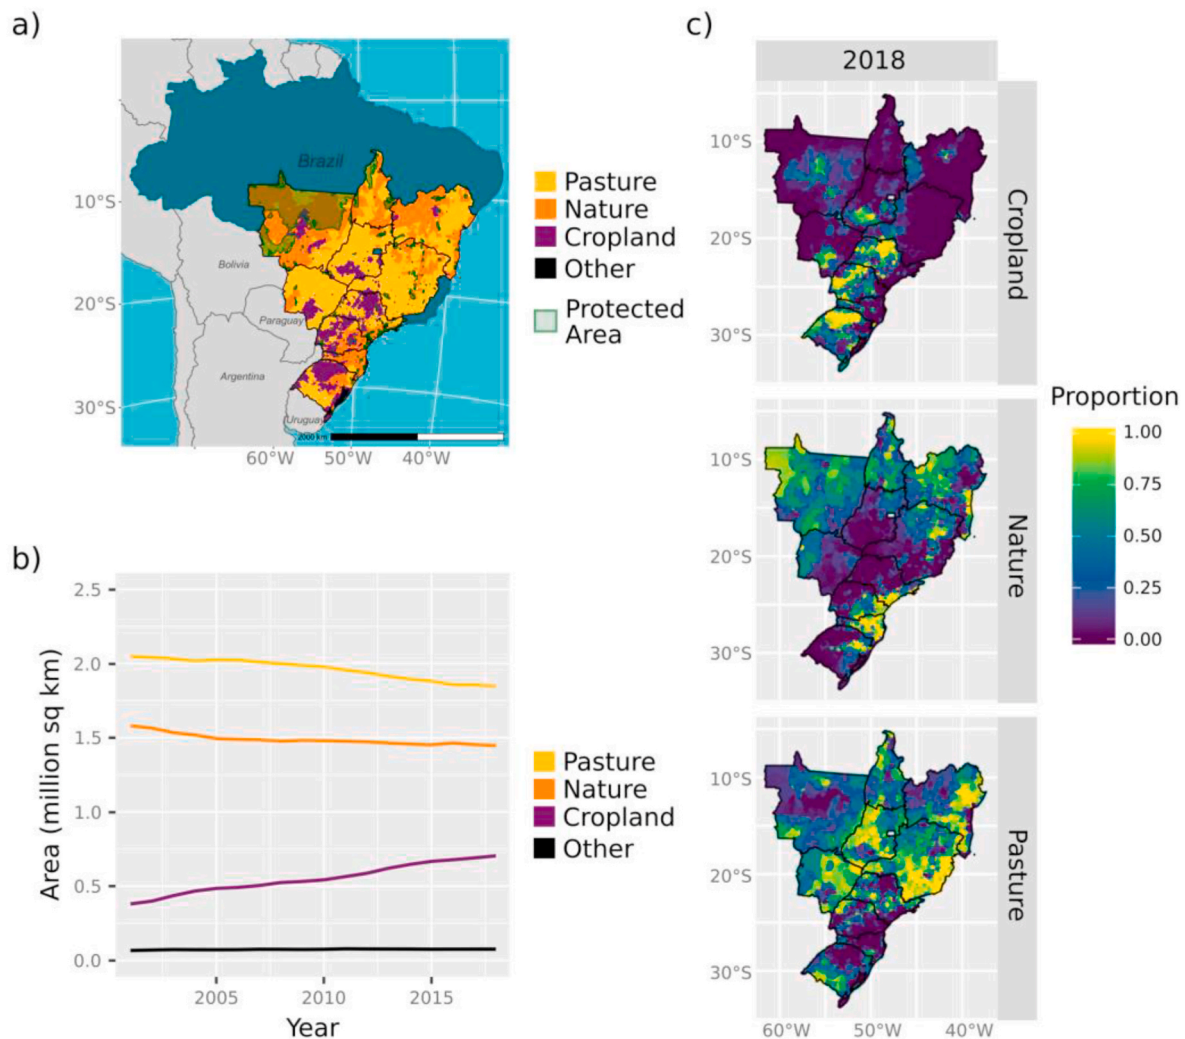 a)
Brazil
Bolivia
Paraguay
Argentina
Uruguay
2000 km
10°S
20°S
30°S
60°W 50°W 40°W
Pasture
Nature
Cropland
Other
Protected
Area
b)
Area (million sq km)
2.5
2.0
1.5
1.0
0.5
0.0
2005 2010 2015
Year
Pasture
Nature
Cropland
Other
c)
2018
10°S
20°S
30°S
Cropland
10°S
20°S
30°S
Nature
10°S
20°S
30°S
Pasture
60°W 50°W 40°W
Proportion
1.00
0.75
0.50
0.25
0.00